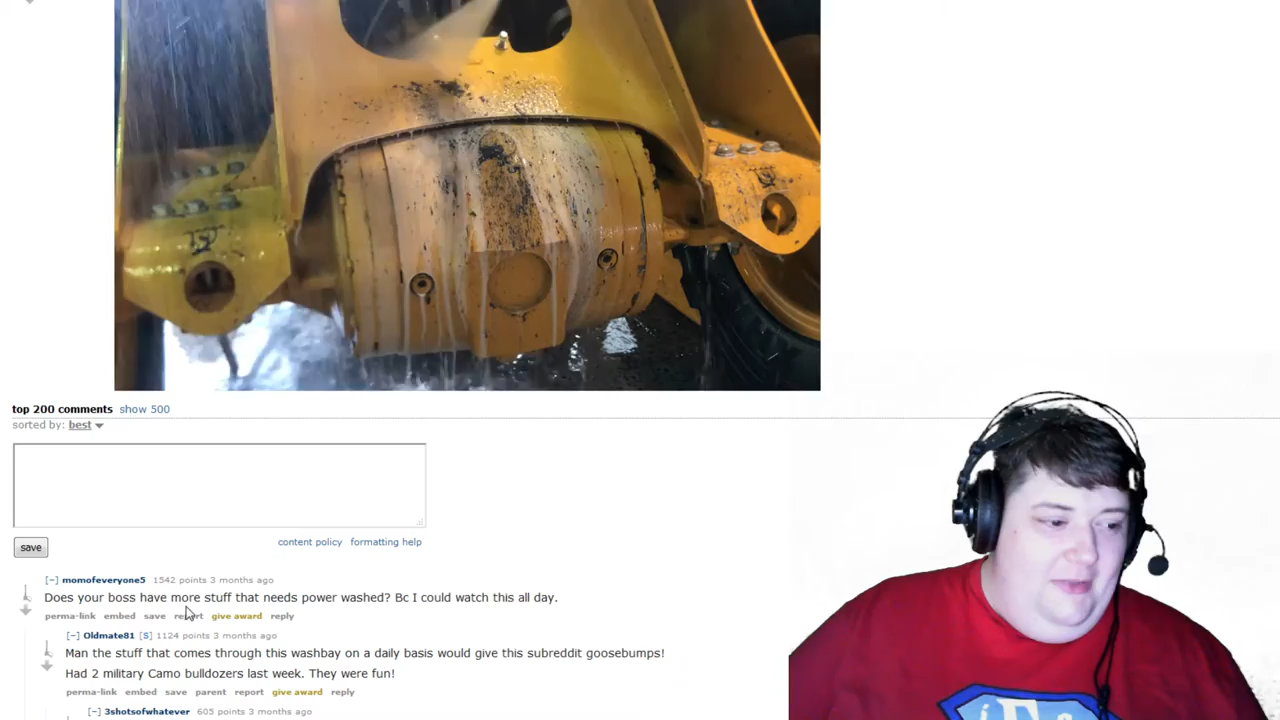 top 200 comments show 500
sorted by: best
content policy formatting help
save
[–] momofeveryone5 1542 points 3 months ago
Does your boss have more stuff that needs power washed? Bc I could watch this all day.
perma-link embed save report give award reply
[–] Oldmate81 [S] 1124 points 3 months ago
Man the stuff that comes through this washbay on a daily basis would give this subreddit goosebumps!
Had 2 military Camo bulldozers last week. They were fun!
perma-link embed save parent report give award reply
[–] 3shotsofwhatever 605 points 3 months ago